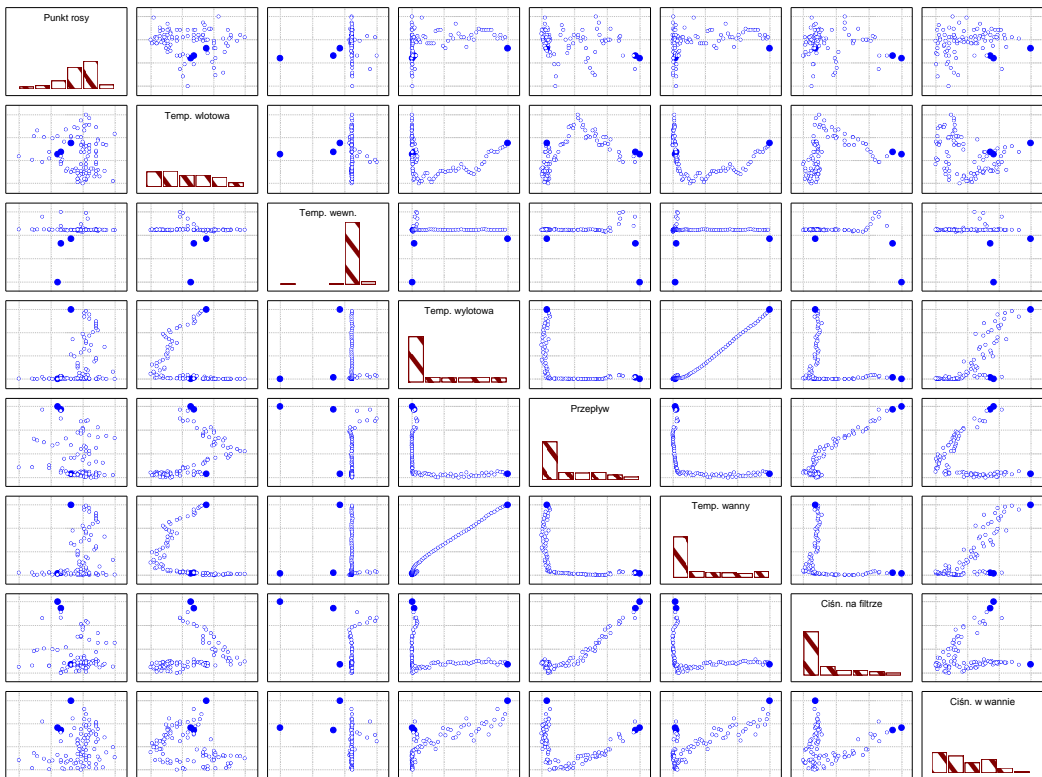 Punkt rosy
Temp. wlotowa
Temp. wewn.
Temp. wylotowa
Przepływ
Temp. wanny
Ciśn. na filtrze
Ciśn. w wannie